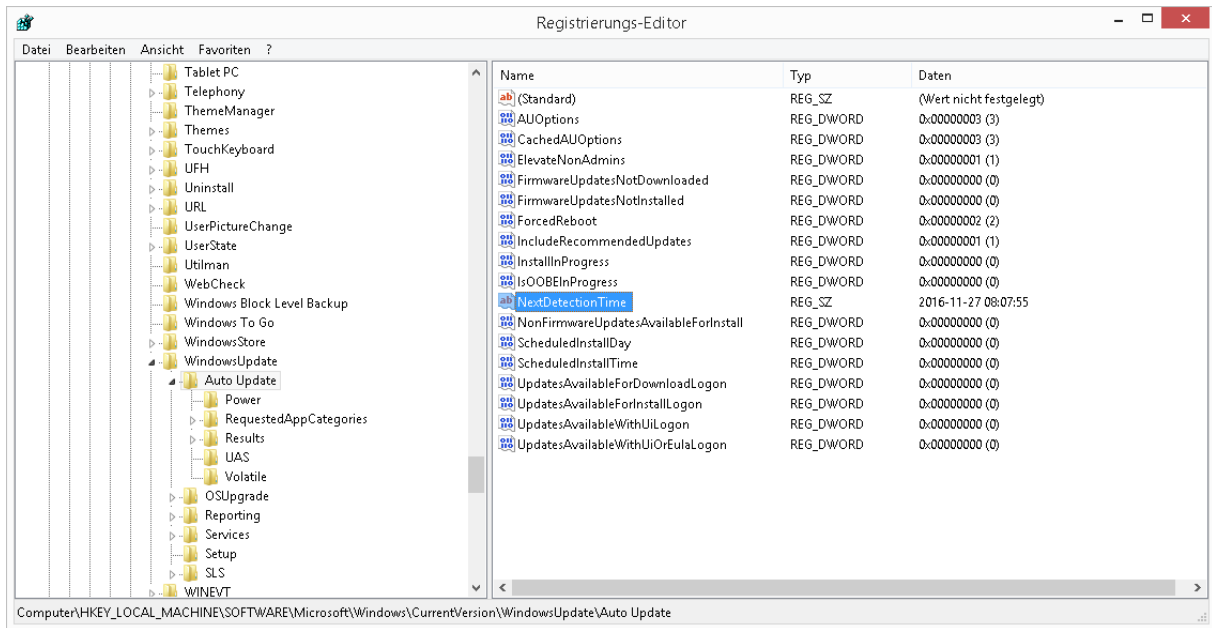 Registrierungs-Editor
Datei Bearbeiten Ansicht Favoriten ?
Tablet PC
Telephony
ThemeManager
Themes
TouchKeyboard
UFH
Uninstall
URL
UserPictureChange
UserState
Utilman
WebCheck
Windows Block Level Backup
Windows To Go
WindowsStore
WindowsUpdate
Auto Update
Power
RequestedAppCategories
Results
UAS
Volatile
OSUpgrade
Reporting
Services
Setup
SLS
WINEVT
Name Typ Daten
(Standard) REG_SZ (Wert nicht festgelegt)
AUOptions REG_DWORD 0x00000003 (3)
CachedAUOptions REG_DWORD 0x00000003 (3)
ElevateNonAdmins REG_DWORD 0x00000001 (1)
FirmwareUpdatesNotDownloaded REG_DWORD 0x00000000 (0)
FirmwareUpdatesNotInstalled REG_DWORD 0x00000000 (0)
ForcedReboot REG_DWORD 0x00000002 (2)
IncludeRecommendedUpdates REG_DWORD 0x00000001 (1)
InstallInProgress REG_DWORD 0x00000000 (0)
IsOOBEInProgress REG_DWORD 0x00000000 (0)
NextDetectionTime REG_SZ 2016-11-27 08:07:55
NonFirmwareUpdatesAvailableForInstall REG_DWORD 0x00000000 (0)
ScheduledInstallDay REG_DWORD 0x00000000 (0)
ScheduledInstallTime REG_DWORD 0x00000000 (0)
UpdatesAvailableForDownloadLogon REG_DWORD 0x00000000 (0)
UpdatesAvailableForInstallLogon REG_DWORD 0x00000000 (0)
UpdatesAvailableWithUiLogon REG_DWORD 0x00000000 (0)
UpdatesAvailableWithUiOrEulaLogon REG_DWORD 0x00000000 (0)
Computer\HKEY_LOCAL_MACHINE\SOFTWARE\Microsoft\Windows\CurrentVersion\WindowsUpdate\Auto Update